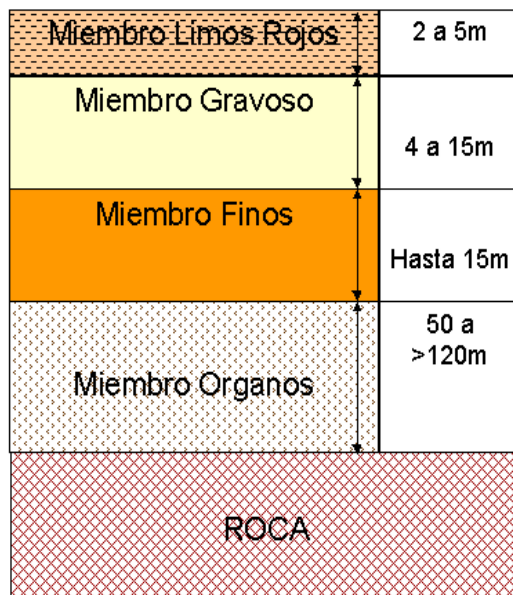 Miembro Limos Rojos
2 a 5m
Miembro Gravoso
4 a 15m
Miembro Finos
Hasta 15m
50 a
>120m
Miembro Organos
ROCA